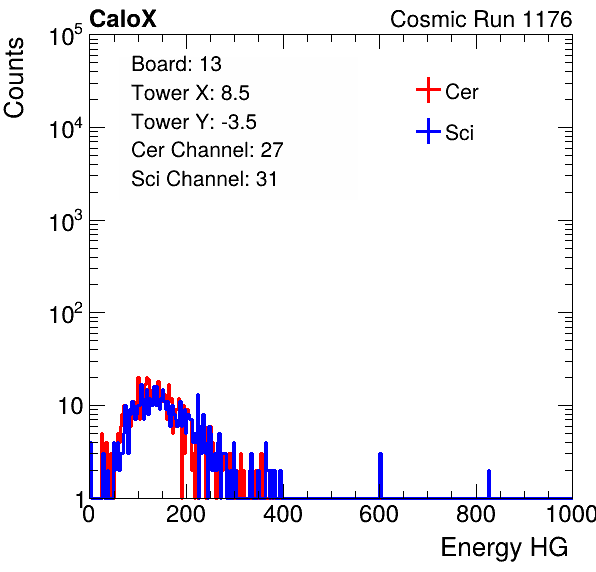 CaloX Cosmic Run 1176
Counts
Energy HG
Board: 13
Tower X: 8.5
Tower Y: -3.5
Cer Channel: 27
Sci Channel: 31
Cer
Sci
10^5
10^4
10^3
10^2
10
1
0 200 400 600 800 1000